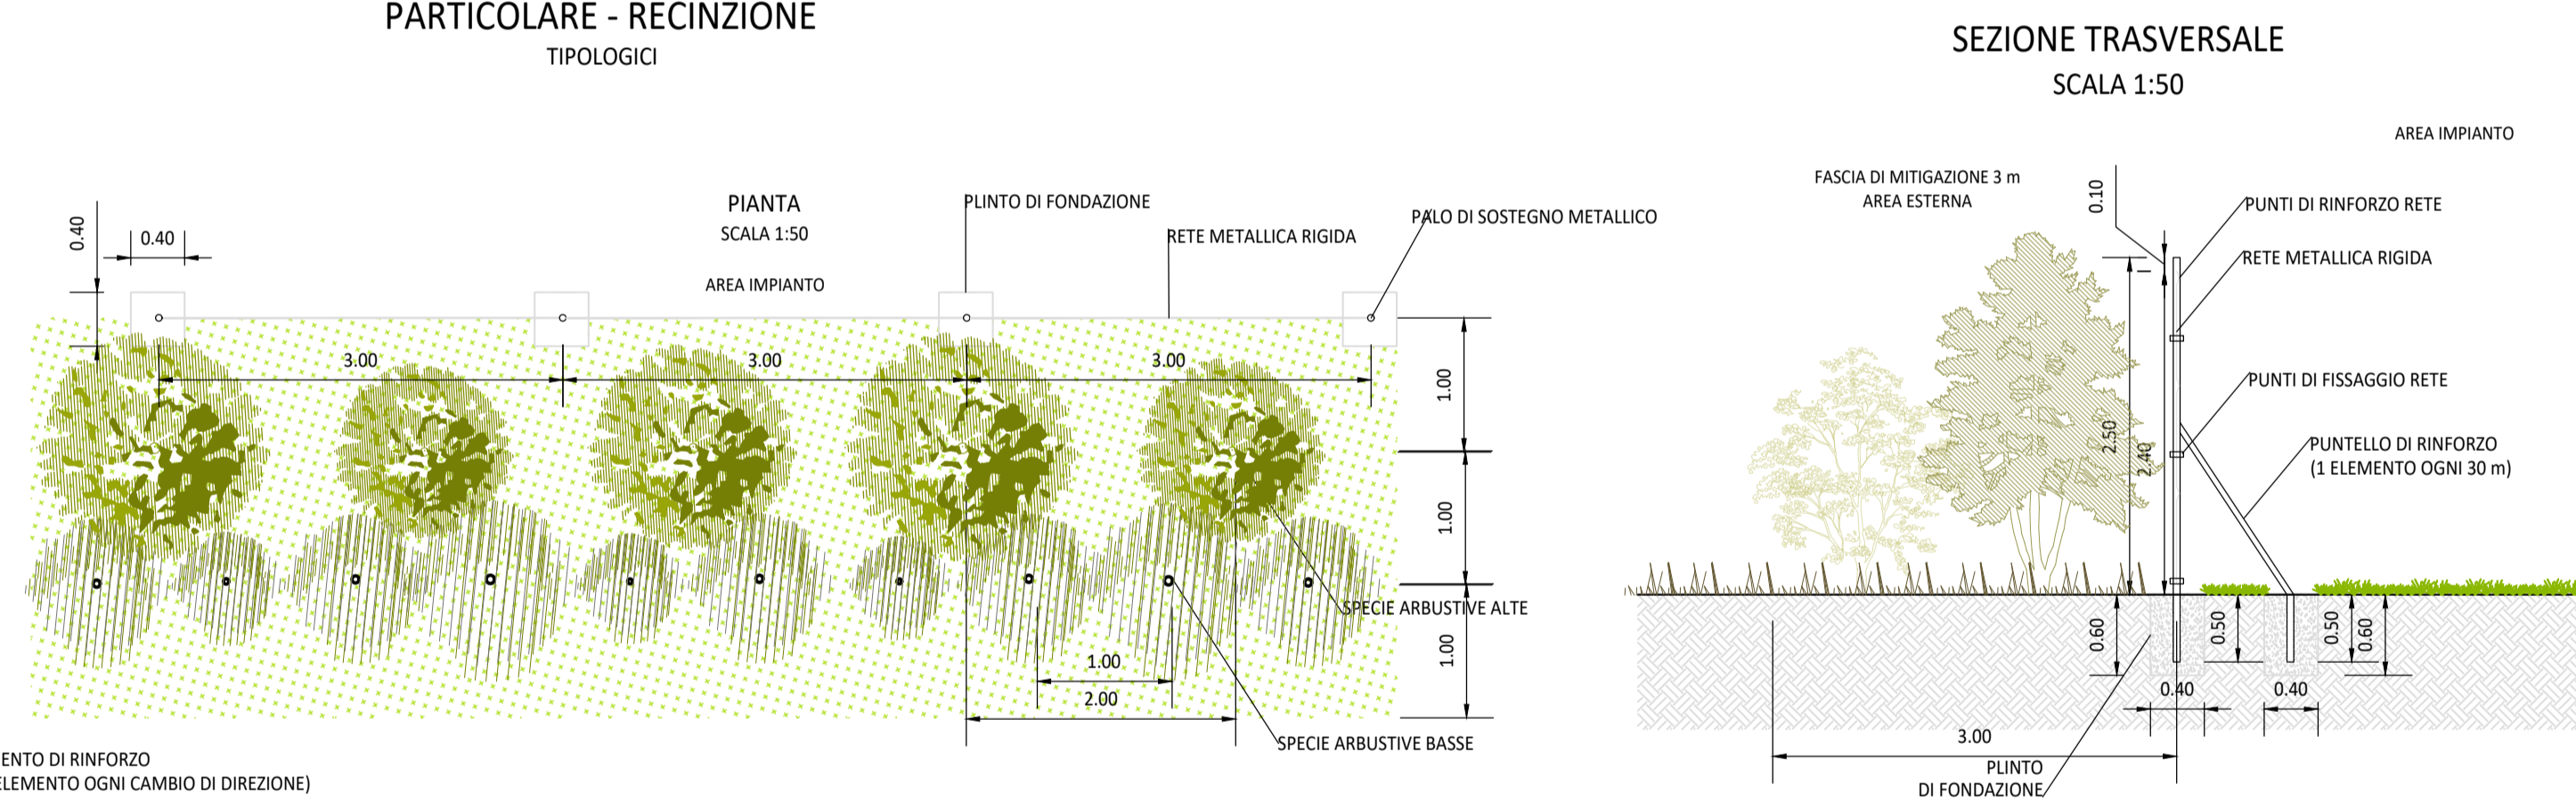 PARTICOLARE - RECINZIONE
TIPOLOGICI
PIANTA
SCALA 1:50
AREA IMPIANTO
PLINTO DI FONDAZIONE
RETE METALLICA RIGIDA
PALO DI SOSTEGNO METALLICO
0.40
0.40
3.00
3.00
3.00
1.00
1.00
1.00
SPECIE ARBUSTIVE ALTE
1.00
2.00
SPECIE ARBUSTIVE BASSE
ENTO DI RINFORZO
ELEMENTO OGNI CAMBIO DI DIREZIONE)
SEZIONE TRASVERSALE
SCALA 1:50
AREA IMPIANTO
FASCIA DI MITIGAZIONE 3 m
AREA ESTERNA
0.10
PUNTI DI RINFORZO RETE
RETE METALLICA RIGIDA
PUNTI DI FISSAGGIO RETE
2.50
2.40
PUNTELLO DI RINFORZO
(1 ELEMENTO OGNI 30 m)
0.60
0.50
0.50
0.60
0.40
0.40
3.00
PLINTO
DI FONDAZIONE